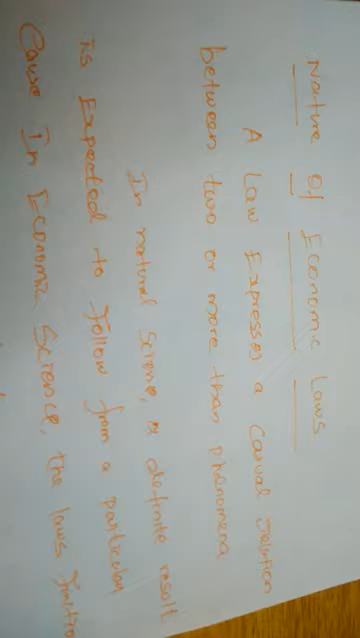 Nature Of Economic Laws
A Law Expresses a Causal relation
between two or more than phenomena
In natural science, a definite result
is Expected to follow from a particular
Cause In Economic Science, the laws